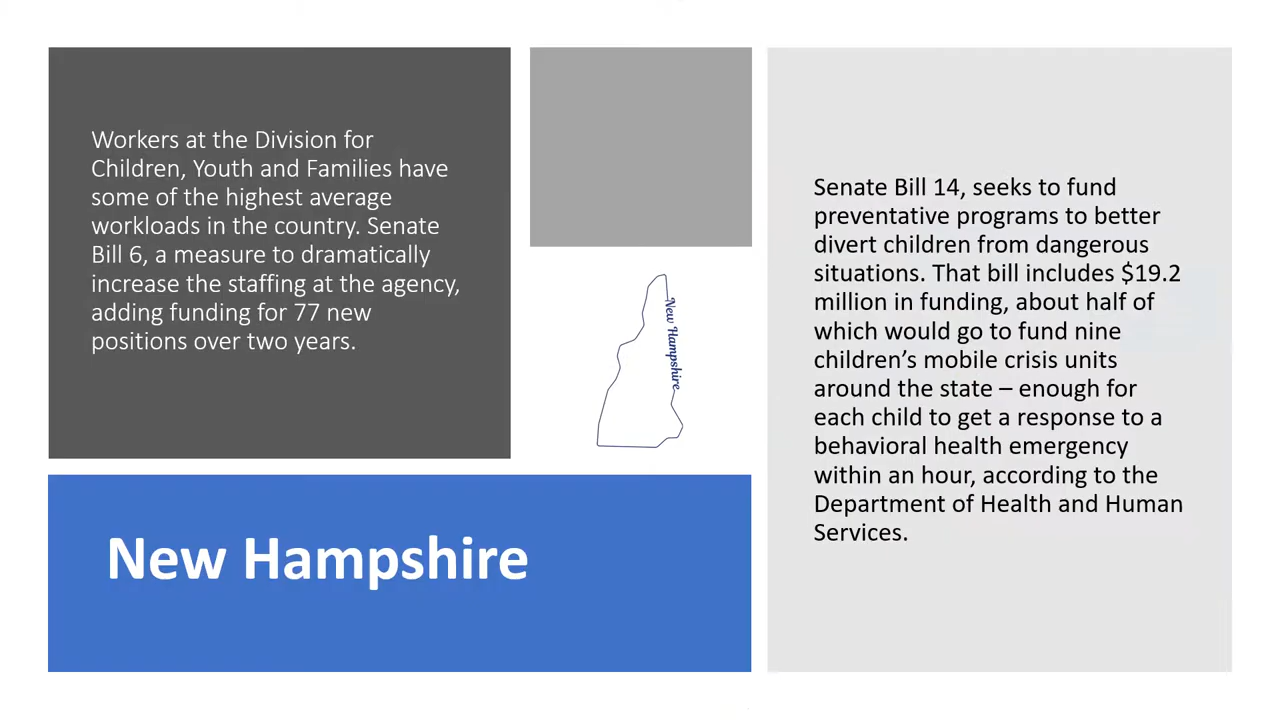 Workers at the Division for
Children, Youth and Families have
some of the highest average
workloads in the country. Senate
Bill 6, a measure to dramatically
increase the staffing at the agency,
adding funding for 77 new
positions over two years.
New Hampshire
New Hampshire
Senate Bill 14, seeks to fund
preventative programs to better
divert children from dangerous
situations. That bill includes $19.2
million in funding, about half of
which would go to fund nine
children’s mobile crisis units
around the state – enough for
each child to get a response to a
behavioral health emergency
within an hour, according to the
Department of Health and Human
Services.